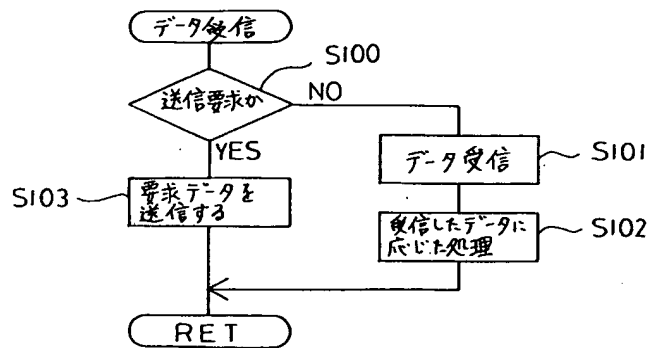 データ受信
S100
送信要求か
NO
YES
データ受信
S101
S103
要求データを
送信する
受信したデータに
応じた処理
S102
RET